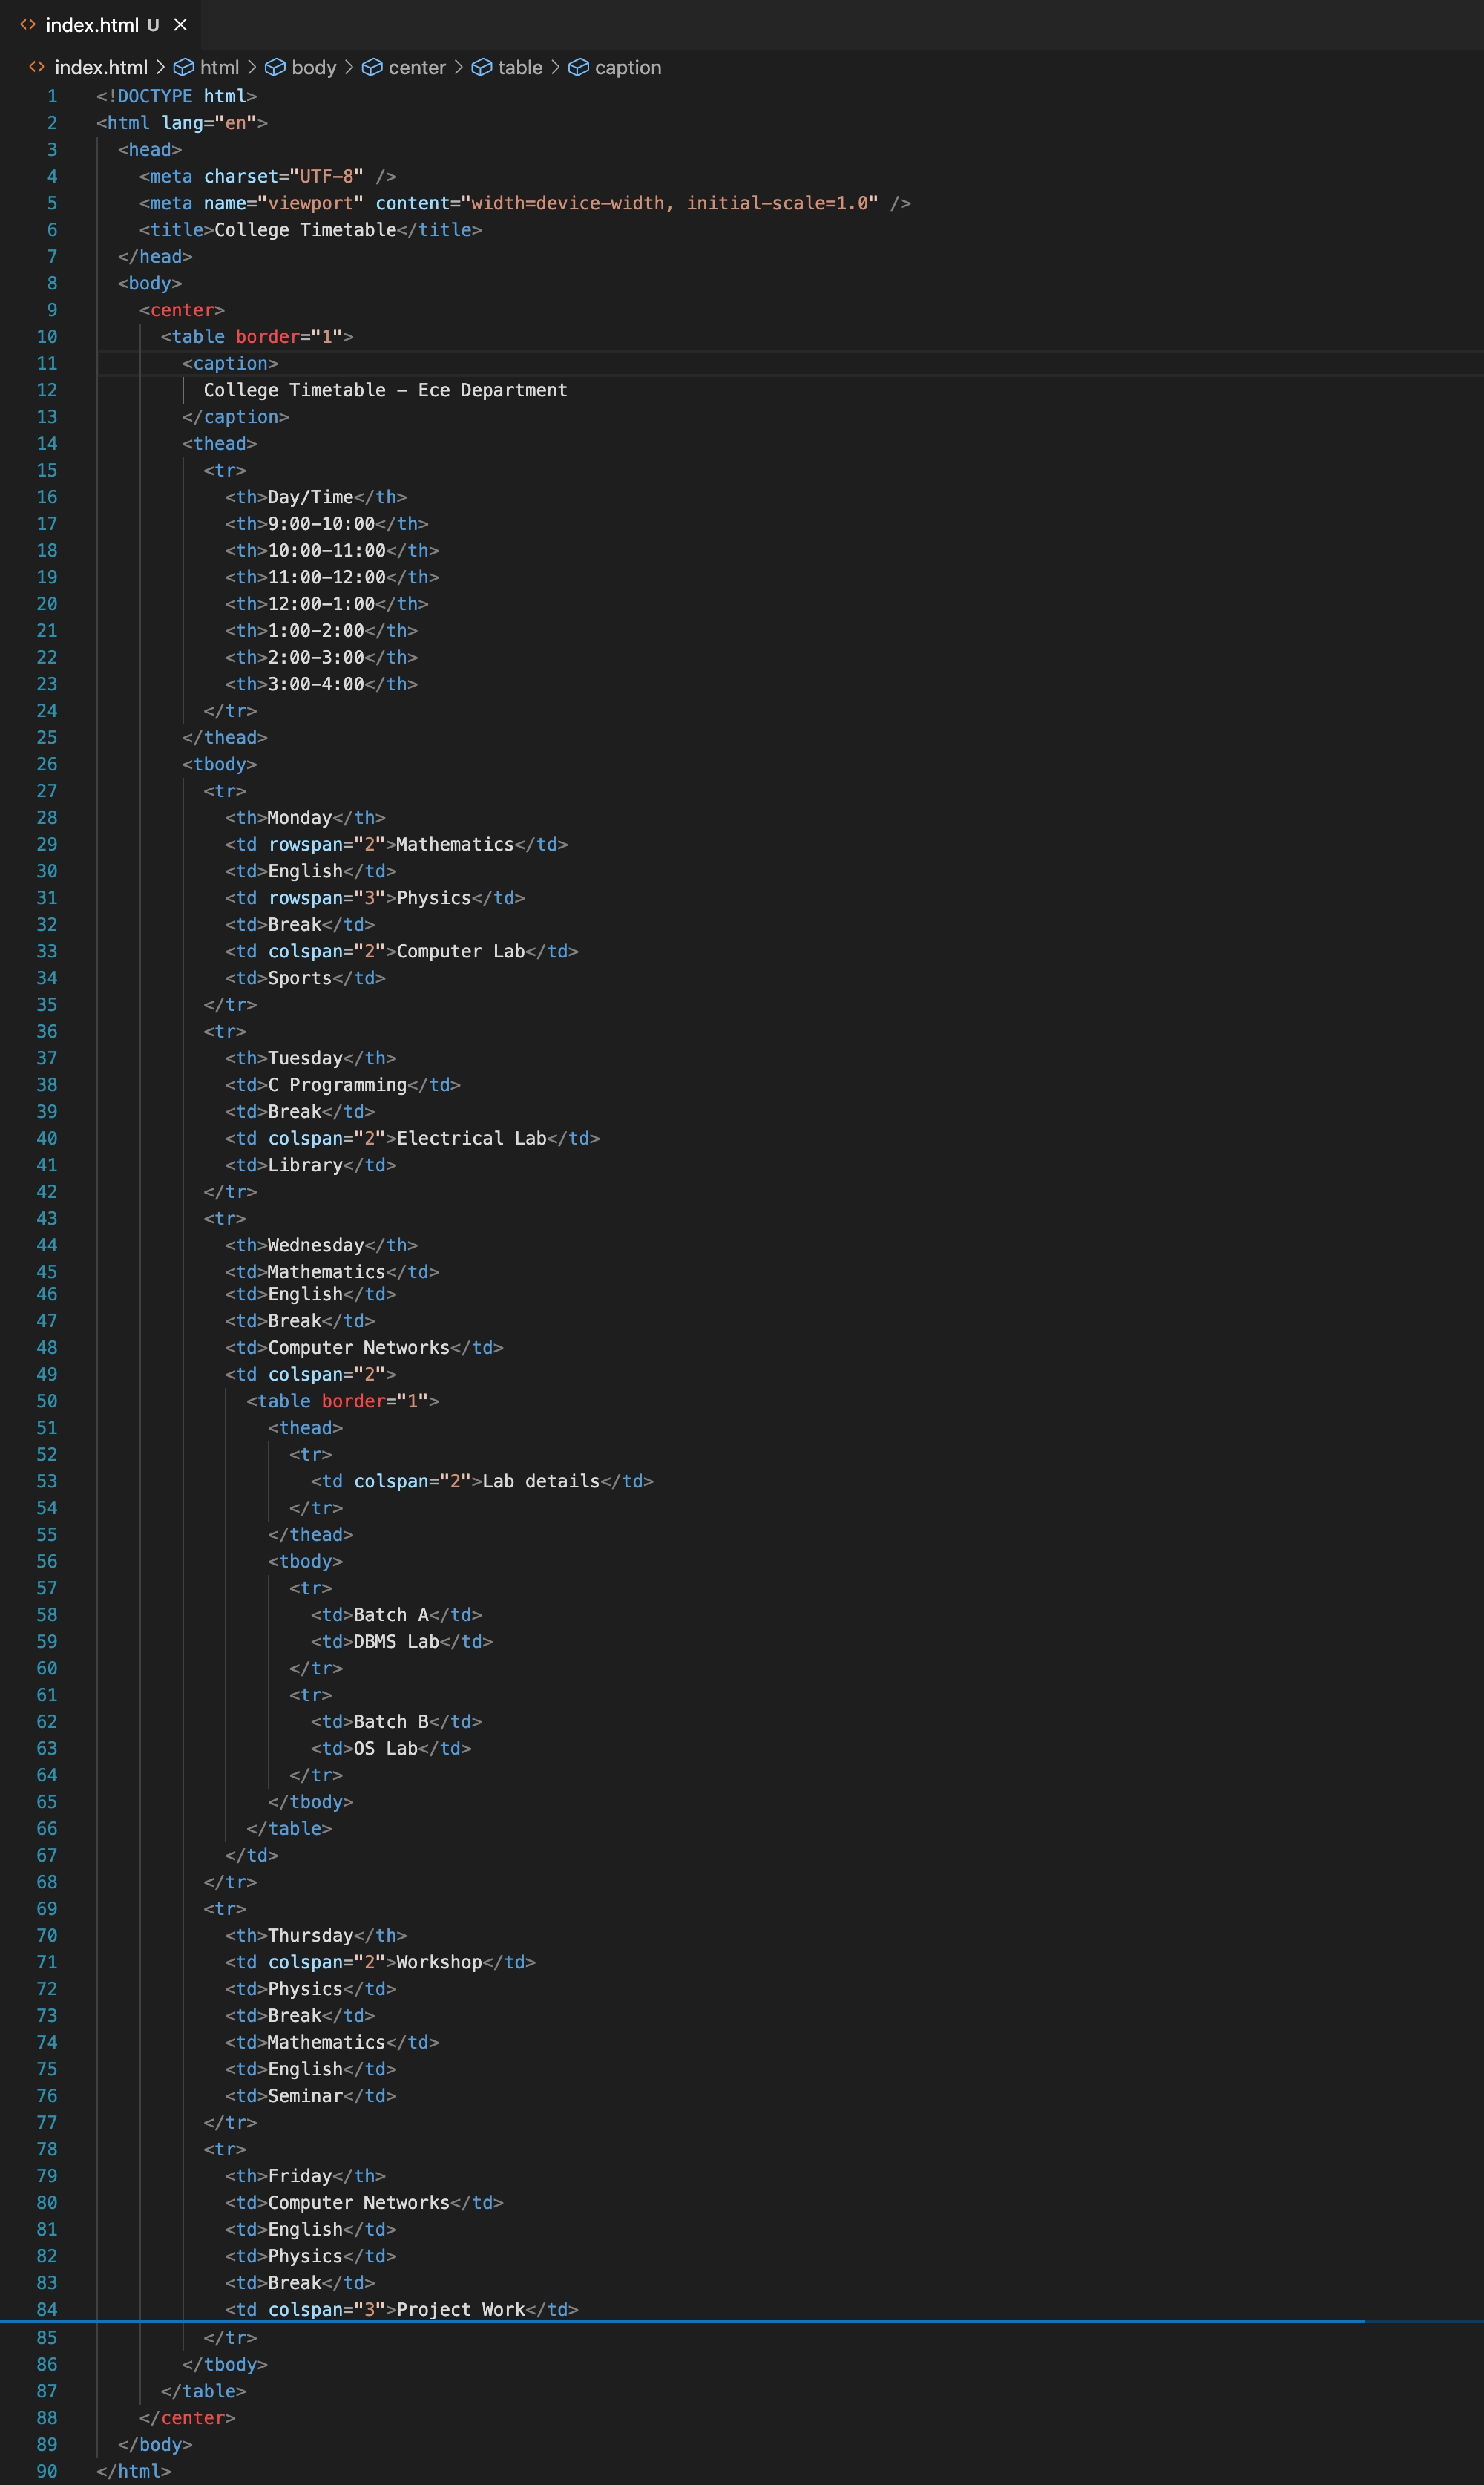 index.html U
index.html > html > body > center > table > caption
1 <!DOCTYPE html>
2 <html lang="en">
3   <head>
4     <meta charset="UTF-8" />
5     <meta name="viewport" content="width=device-width, initial-scale=1.0" />
6     <title>College Timetable</title>
7   </head>
8   <body>
9     <center>
10       <table border="1">
11         <caption>
12           College Timetable - Ece Department
13         </caption>
14         <thead>
15           <tr>
16             <th>Day/Time</th>
17             <th>9:00-10:00</th>
18             <th>10:00-11:00</th>
19             <th>11:00-12:00</th>
20             <th>12:00-1:00</th>
21             <th>1:00-2:00</th>
22             <th>2:00-3:00</th>
23             <th>3:00-4:00</th>
24           </tr>
25         </thead>
26         <tbody>
27           <tr>
28             <th>Monday</th>
29             <td rowspan="2">Mathematics</td>
30             <td>English</td>
31             <td rowspan="3">Physics</td>
32             <td>Break</td>
33             <td colspan="2">Computer Lab</td>
34             <td>Sports</td>
35           </tr>
36           <tr>
37             <th>Tuesday</th>
38             <td>C Programming</td>
39             <td>Break</td>
40             <td colspan="2">Electrical Lab</td>
41             <td>Library</td>
42           </tr>
43           <tr>
44             <th>Wednesday</th>
45             <td>Mathematics</td>
46             <td>English</td>
47             <td>Break</td>
48             <td>Computer Networks</td>
49             <td colspan="2">
50               <table border="1">
51                 <thead>
52                   <tr>
53                     <td colspan="2">Lab details</td>
54                   </tr>
55                 </thead>
56                 <tbody>
57                   <tr>
58                     <td>Batch A</td>
59                     <td>DBMS Lab</td>
60                   </tr>
61                   <tr>
62                     <td>Batch B</td>
63                     <td>OS Lab</td>
64                   </tr>
65                 </tbody>
66               </table>
67             </td>
68           </tr>
69           <tr>
70             <th>Thursday</th>
71             <td colspan="2">Workshop</td>
72             <td>Physics</td>
73             <td>Break</td>
74             <td>Mathematics</td>
75             <td>English</td>
76             <td>Seminar</td>
77           </tr>
78           <tr>
79             <th>Friday</th>
80             <td>Computer Networks</td>
81             <td>English</td>
82             <td>Physics</td>
83             <td>Break</td>
84             <td colspan="3">Project Work</td>
85           </tr>
86         </tbody>
87       </table>
88     </center>
89   </body>
90 </html>